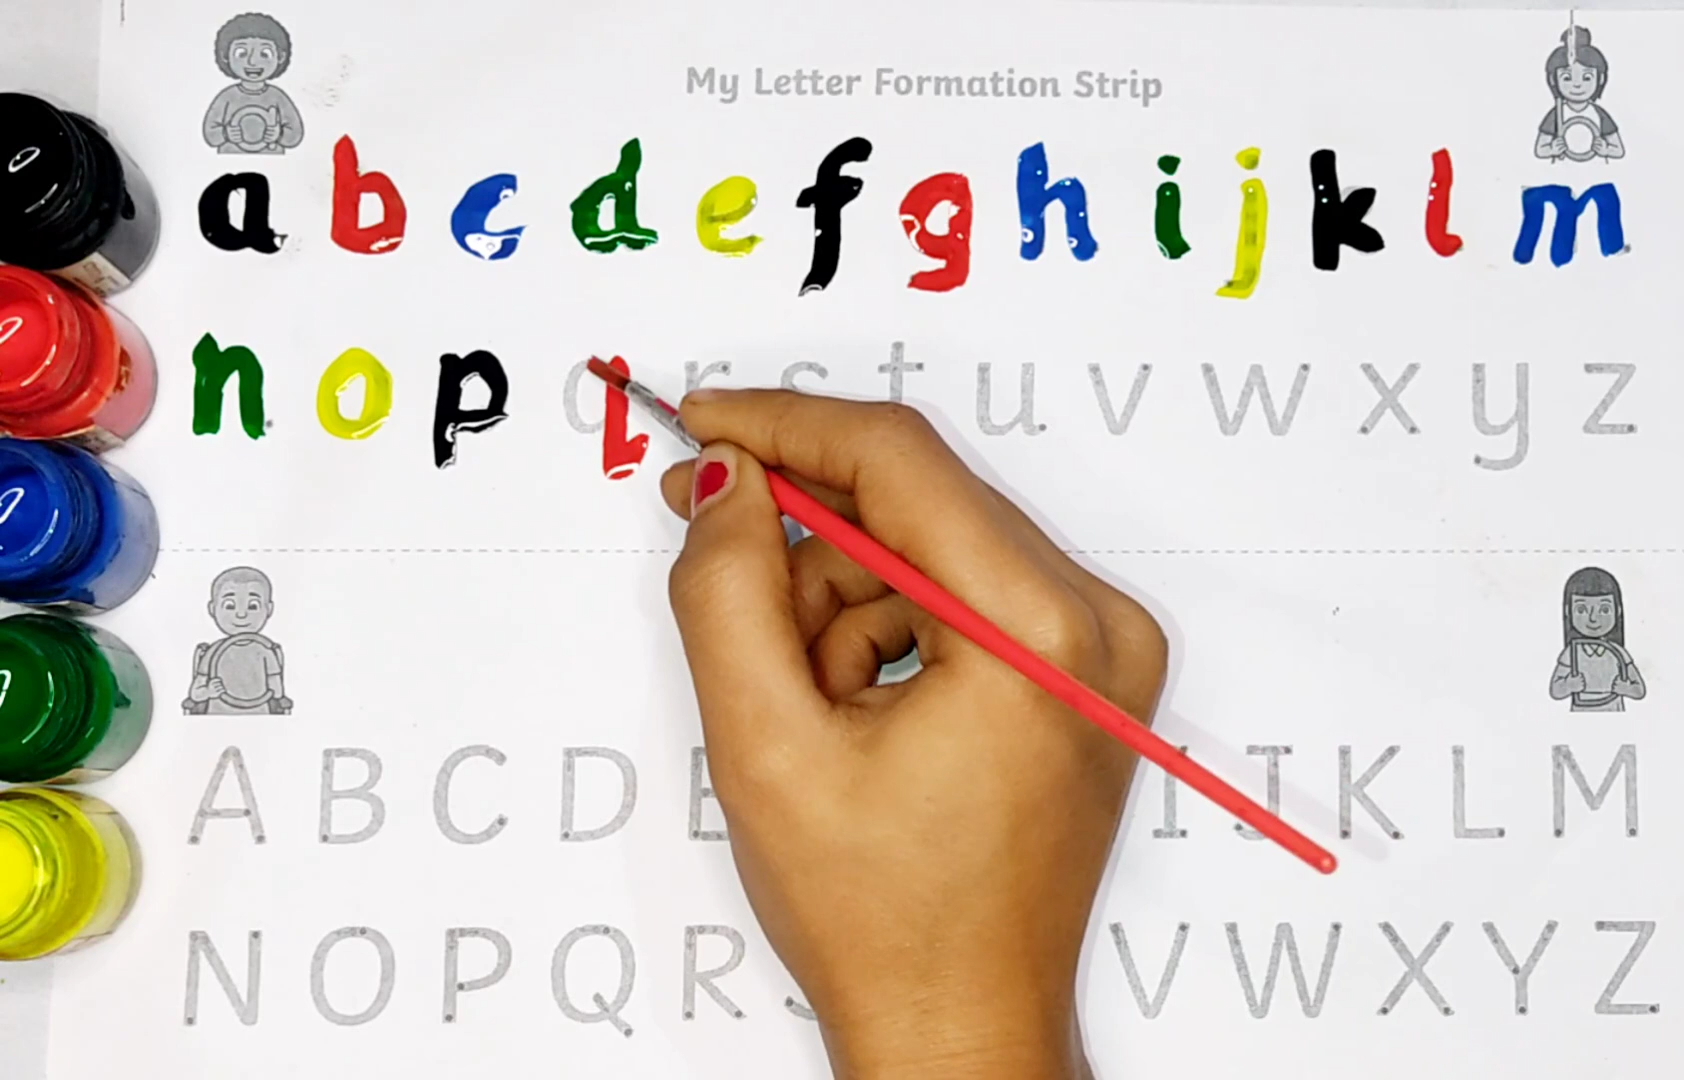 My Letter Formation Strip
a b c d e f g h i j k l m
n o p q r s t u v w x y z
A B C D E I J K L M
N O P Q R S V W X Y Z